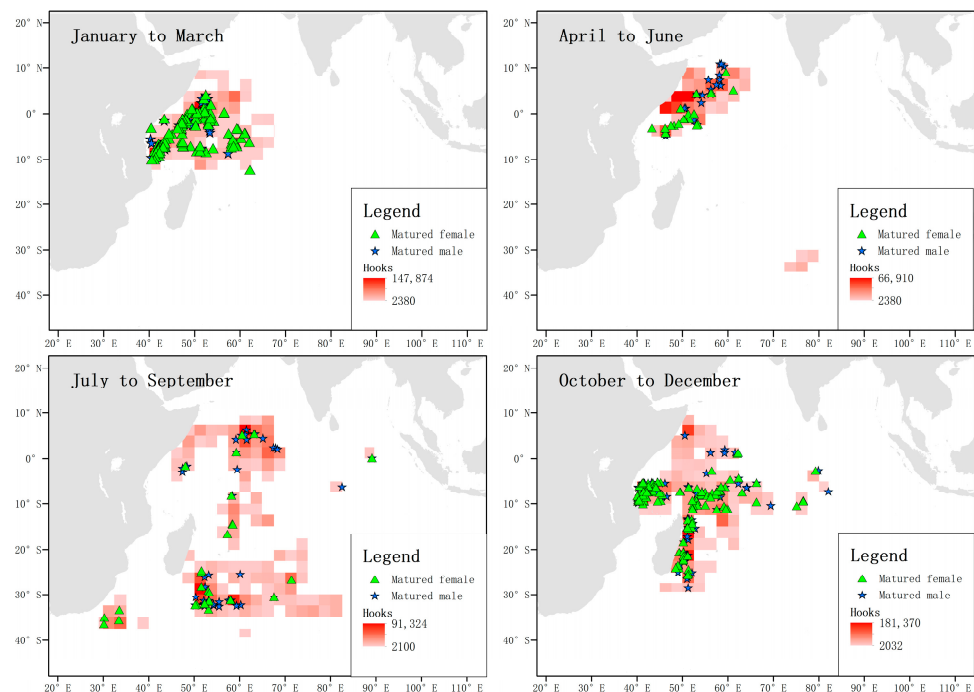 January to March
20° N
10° N
0°
10° S
20° S
30° S
40° S
Legend
Matured female
Matured male
Hooks
147,874
2380
20° E 30° E 40° E 50° E 60° E 70° E 80° E 90° E 100° E 110° E
April to June
20° N
10° N
0°
10° S
20° S
30° S
40° S
Legend
Matured female
Matured male
Hooks
66,910
2380
20° E 30° E 40° E 50° E 60° E 70° E 80° E 90° E 100° E 110° E
July to September
20° N
10° N
0°
10° S
20° S
30° S
40° S
Legend
Matured female
Matured male
Hooks
91,324
2100
20° E 30° E 40° E 50° E 60° E 70° E 80° E 90° E 100° E 110° E
October to December
20° N
10° N
0°
10° S
20° S
30° S
40° S
Legend
Matured female
Matured male
Hooks
181,370
2032
20° E 30° E 40° E 50° E 60° E 70° E 80° E 90° E 100° E 110° E